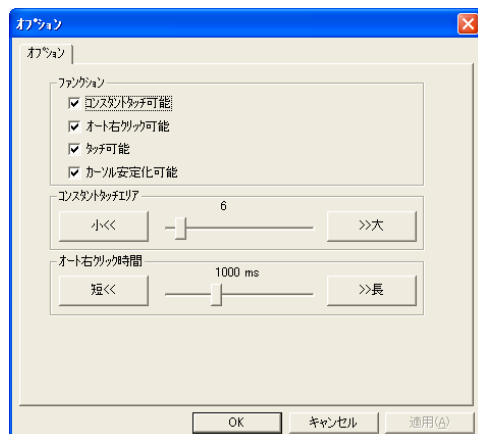 オプション
オプション
ファンクション
コンスタントタッチ可能
オート右クリック可能
タッチ可能
カーソル安定化可能
コンスタントタッチエリア
6
小<<
>>大
オート右クリック時間
1000 ms
短<<
>>長
OK
キャンセル
適用(A)